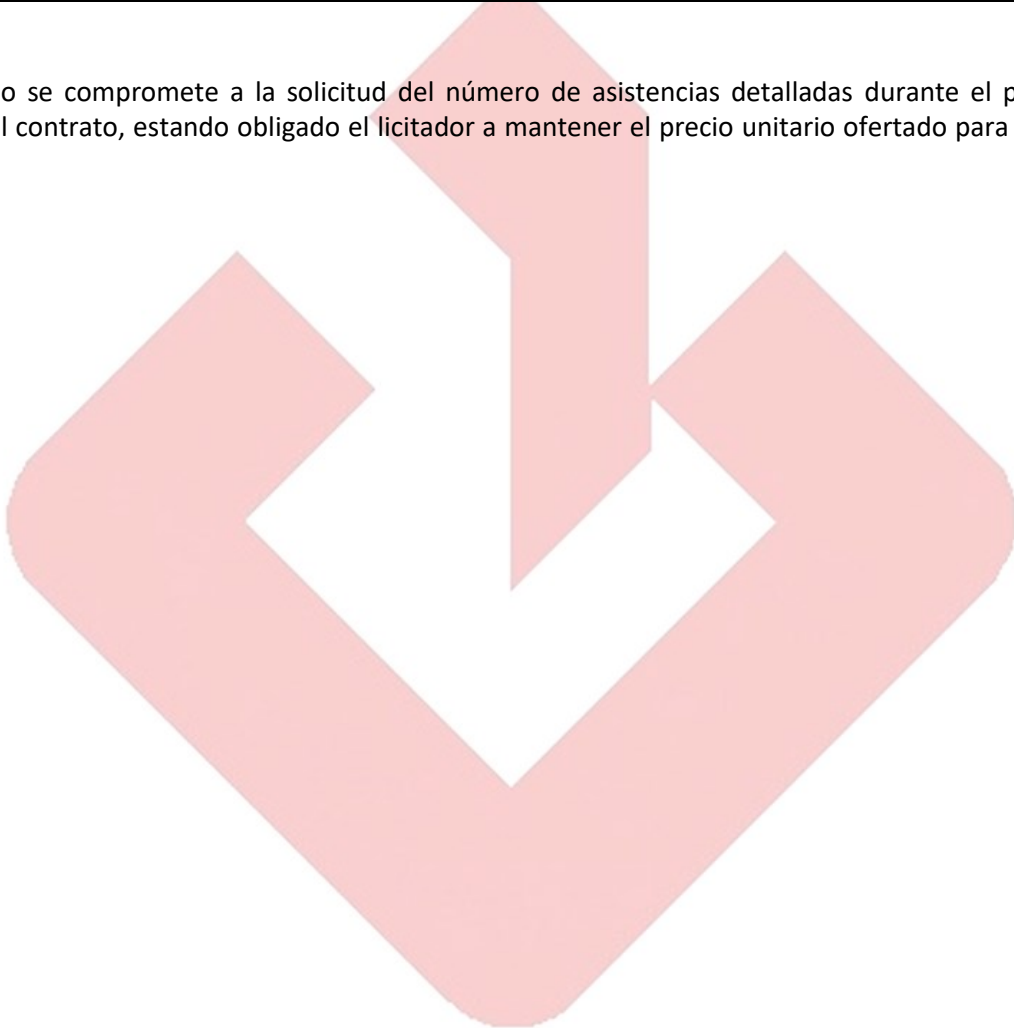 o se compromete a la solicitud del número de asistencias detalladas durante el p
l contrato, estando obligado el licitador a mantener el precio unitario ofertado para